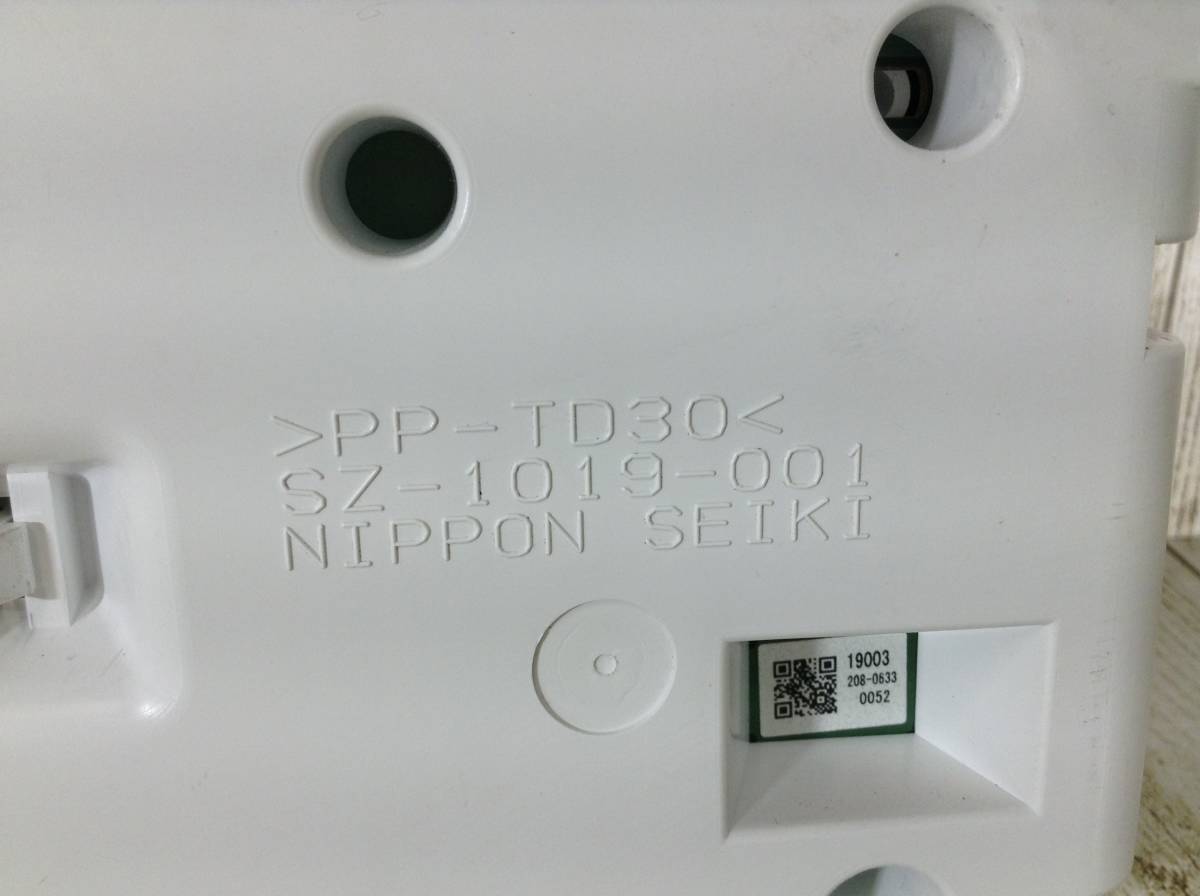 >PP-TD30<
SZ-1019-001
NIPPON SEIKI
19003
208-0633
0052